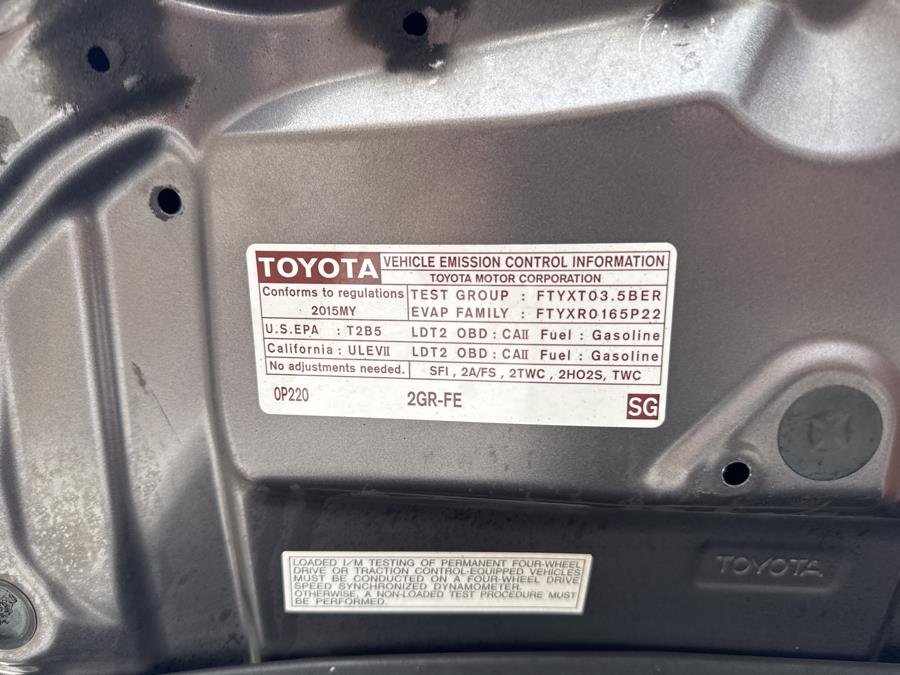 TOYOTA VEHICLE EMISSION CONTROL INFORMATION
TOYOTA MOTOR CORPORATION
Conforms to regulations TEST GROUP : FTYXT03.5BER
2015MY EVAP FAMILY : FTYXR0165P22
U.S.EPA : T2B5 LDT2 OBD : CAII Fuel : Gasoline
California : ULEVII LDT2 OBD : CAII Fuel : Gasoline
No adjustments needed. SFI , 2A/FS , 2TWC , 2HO2S, TWC
0P220 2GR-FE SG
LOADED I/M TESTING OF PERMANENT FOUR-WHEEL
DRIVE OR TRACTION CONTROL-EQUIPPED VEHICLES
MUST BE CONDUCTED ON A FOUR-WHEEL DRIVE
SPEED SYNCHRONIZED DYNAMOMETER
OTHERWISE, A NON-LOADED TEST PROCEDURE MUST
BE PERFORMED.
TOYOTA